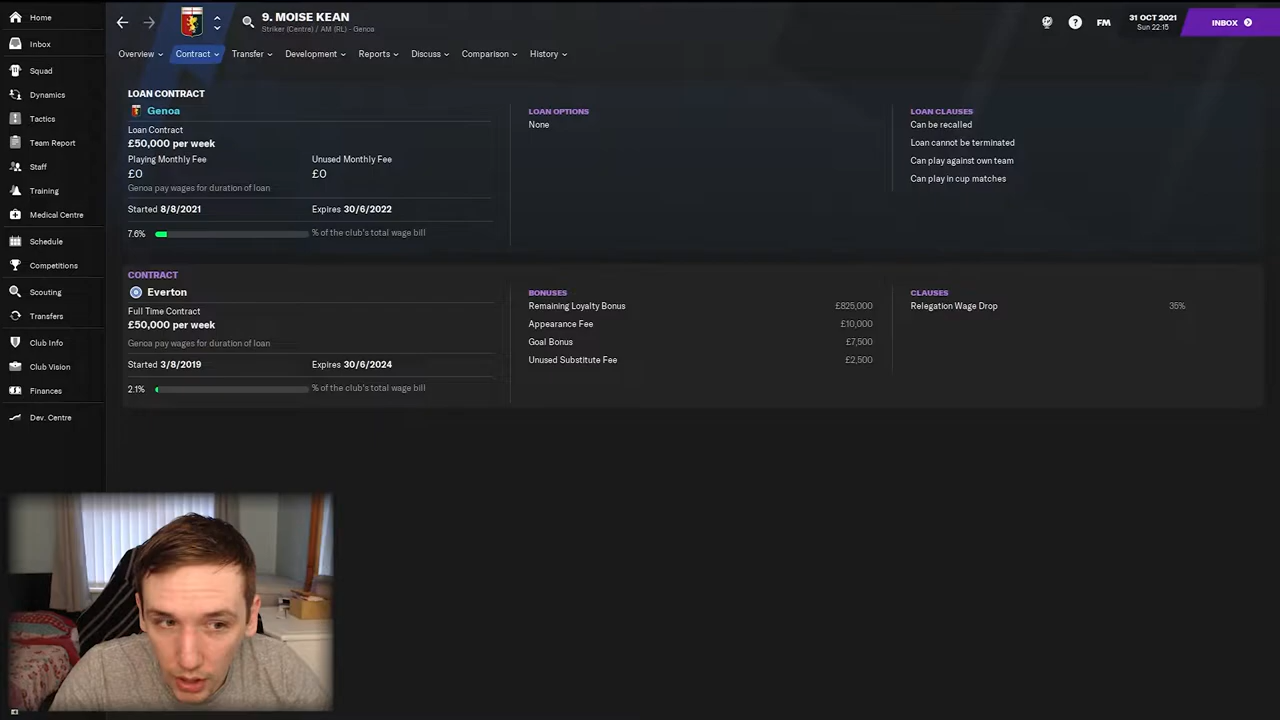 Home
Inbox
Squad
Dynamics
Tactics
Team Report
Staff
Training
Medical Centre
Schedule
Competitions
Scouting
Transfers
Club Info
Club Vision
Finances
Dev. Centre
9. MOISE KEAN
Striker (Centre) / AM (RL) - Genoa
? FM
31 OCT 2021
Sun 22:15
INBOX
Overview Contract Transfer Development Reports Discuss Comparison History
LOAN CONTRACT
Genoa
Loan Contract
£50,000 per week
Playing Monthly Fee Unused Monthly Fee
£0 £0
Genoa pay wages for duration of loan
Started 8/8/2021 Expires 30/6/2022
7.6% % of the club's total wage bill
LOAN OPTIONS
None
LOAN CLAUSES
Can be recalled
Loan cannot be terminated
Can play against own team
Can play in cup matches
CONTRACT
Everton
Full Time Contract
£50,000 per week
Genoa pay wages for duration of loan
Started 3/8/2019 Expires 30/6/2024
2.1% % of the club's total wage bill
BONUSES
Remaining Loyalty Bonus £825,000
Appearance Fee £10,000
Goal Bonus £7,500
Unused Substitute Fee £2,500
CLAUSES
Relegation Wage Drop 35%